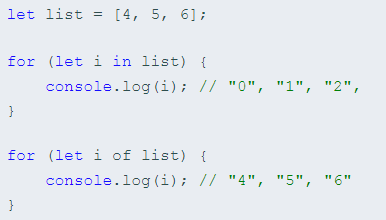 let list = [4, 5, 6];
for (let i in list) {
    console.log(i); // "0", "1", "2",
}
for (let i of list) {
    console.log(i); // "4", "5", "6"
}